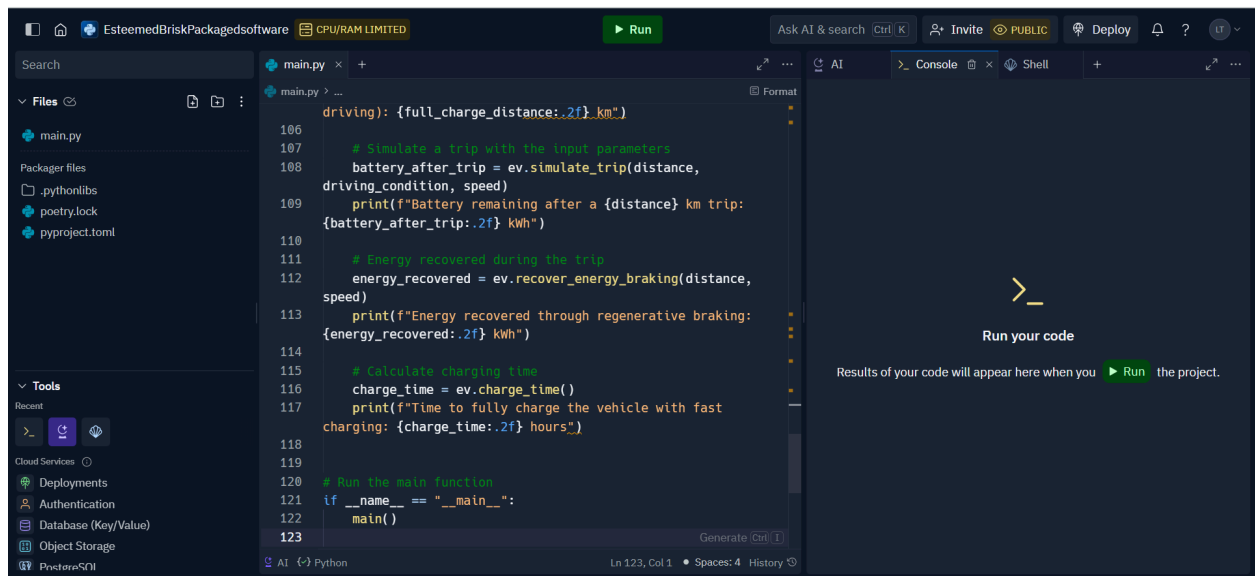 EsteemedBriskPackagedsoftware CPU/RAM LIMITED Run Ask AI & search Ctrl K Invite PUBLIC Deploy ? LT
Search
Files
main.py
Packager files
.pythonlibs
poetry.lock
pyproject.toml
Tools
Recent
Cloud Services
Deployments
Authentication
Database (Key/Value)
Object Storage
PostgreSQL
main.py × +
main.py > ...
Format
driving): {full_charge_distance:.2f} km")
106
107 # Simulate a trip with the input parameters
108 battery_after_trip = ev.simulate_trip(distance,
driving_condition, speed)
109 print(f"Battery remaining after a {distance} km trip:
{battery_after_trip:.2f} kWh")
110
111 # Energy recovered during the trip
112 energy_recovered = ev.recover_energy_braking(distance,
speed)
113 print(f"Energy recovered through regenerative braking:
{energy_recovered:.2f} kWh")
114
115 # Calculate charging time
116 charge_time = ev.charge_time()
117 print(f"Time to fully charge the vehicle with fast
charging: {charge_time:.2f} hours")
118
119
120 # Run the main function
121 if __name__ == "__main__":
122 main()
123
Generate Ctrl I
AI Python Ln 123, Col 1 • Spaces: 4 History
AI >_ Console × Shell +
>_
Run your code
Results of your code will appear here when you Run the project.